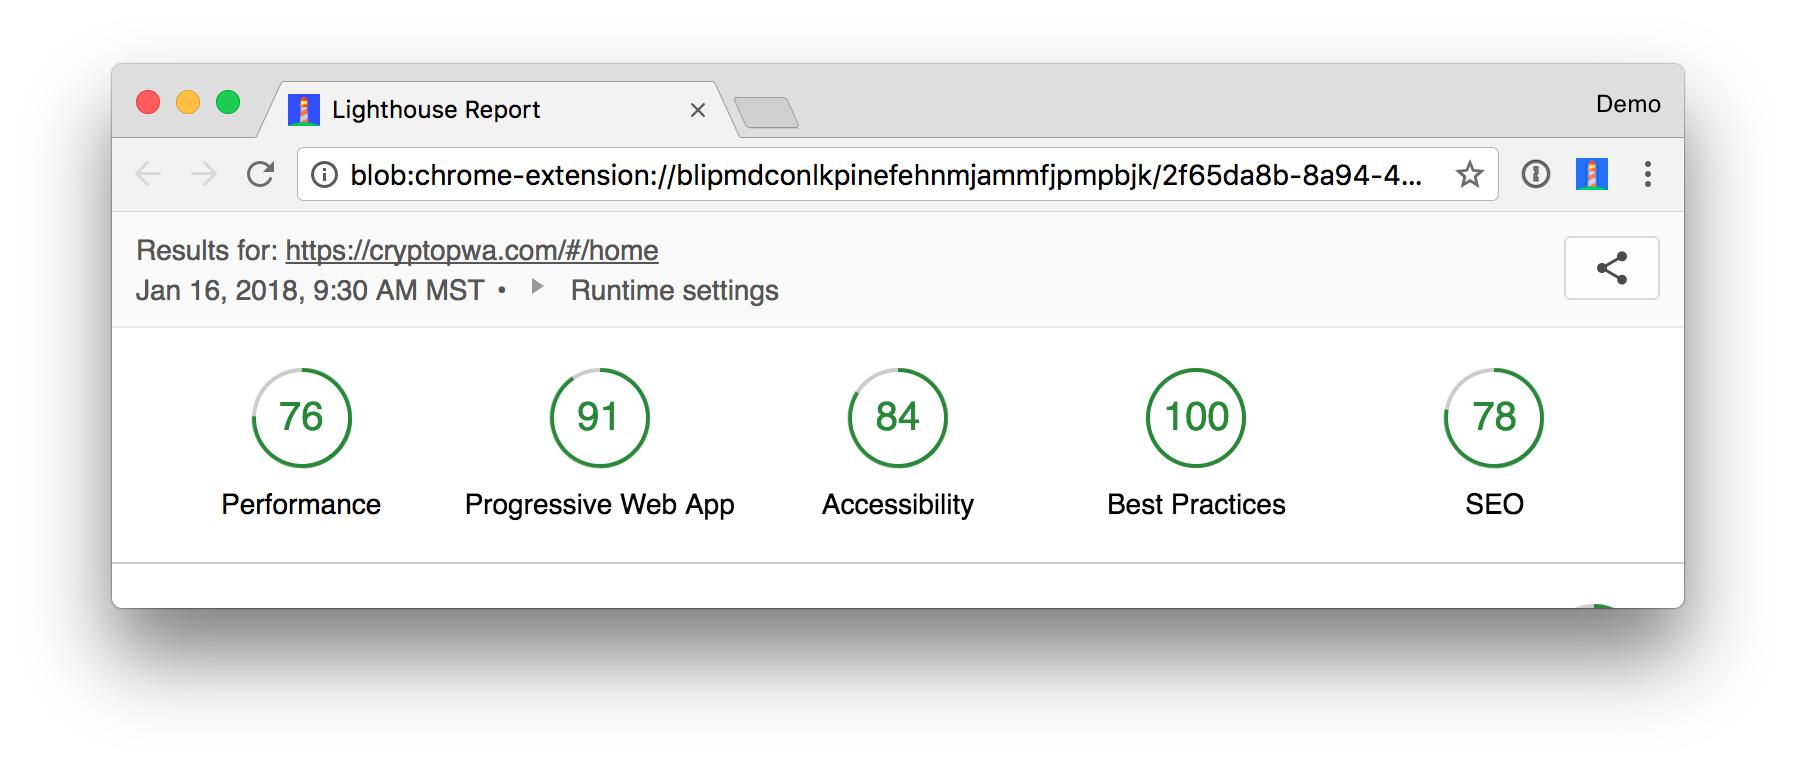 Lighthouse Report
Demo
blob:chrome-extension://blipmdconlkpinefehnmjammfjpmpbjk/2f65da8b-8a94-4...
Results for: https://cryptopwa.com/#/home
Jan 16, 2018, 9:30 AM MST • Runtime settings
76 91 84 100 78
Performance Progressive Web App Accessibility Best Practices SEO